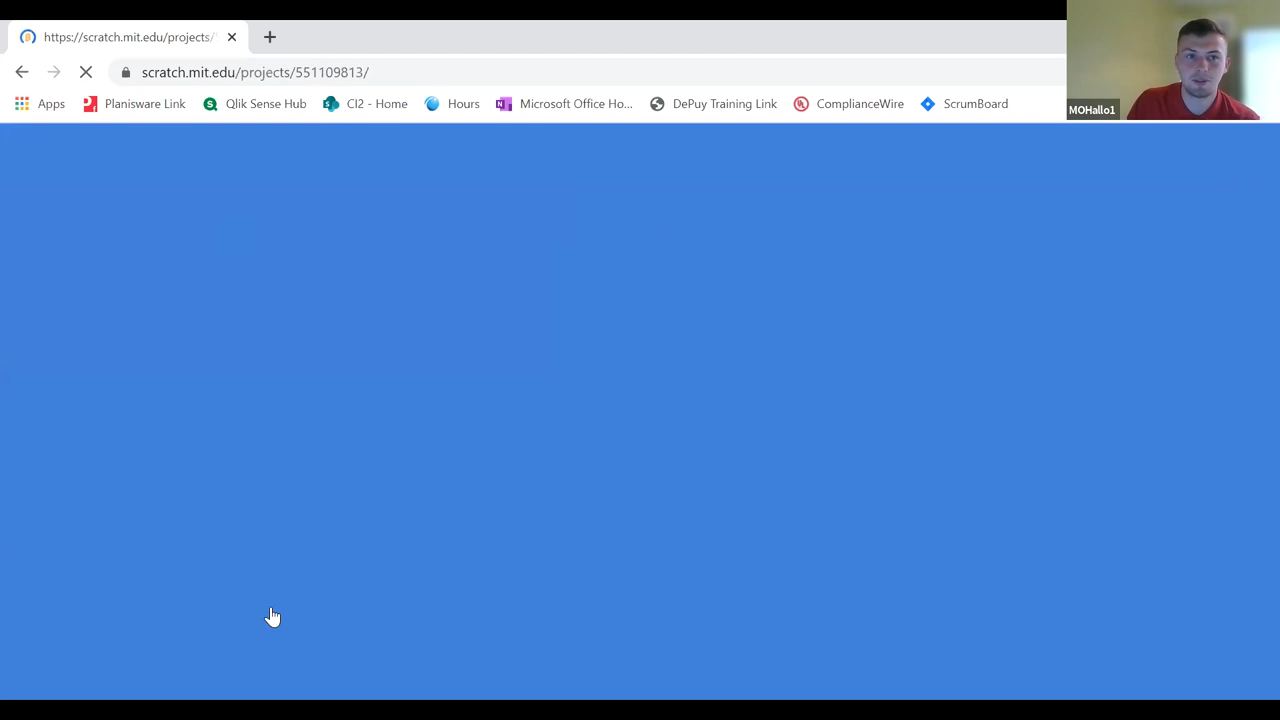 https://scratch.mit.edu/projects/
scratch.mit.edu/projects/551109813/
Apps Planisware Link Qlik Sense Hub CI2 - Home Hours Microsoft Office Ho... DePuy Training Link ComplianceWire ScrumBoard
MOHallo1